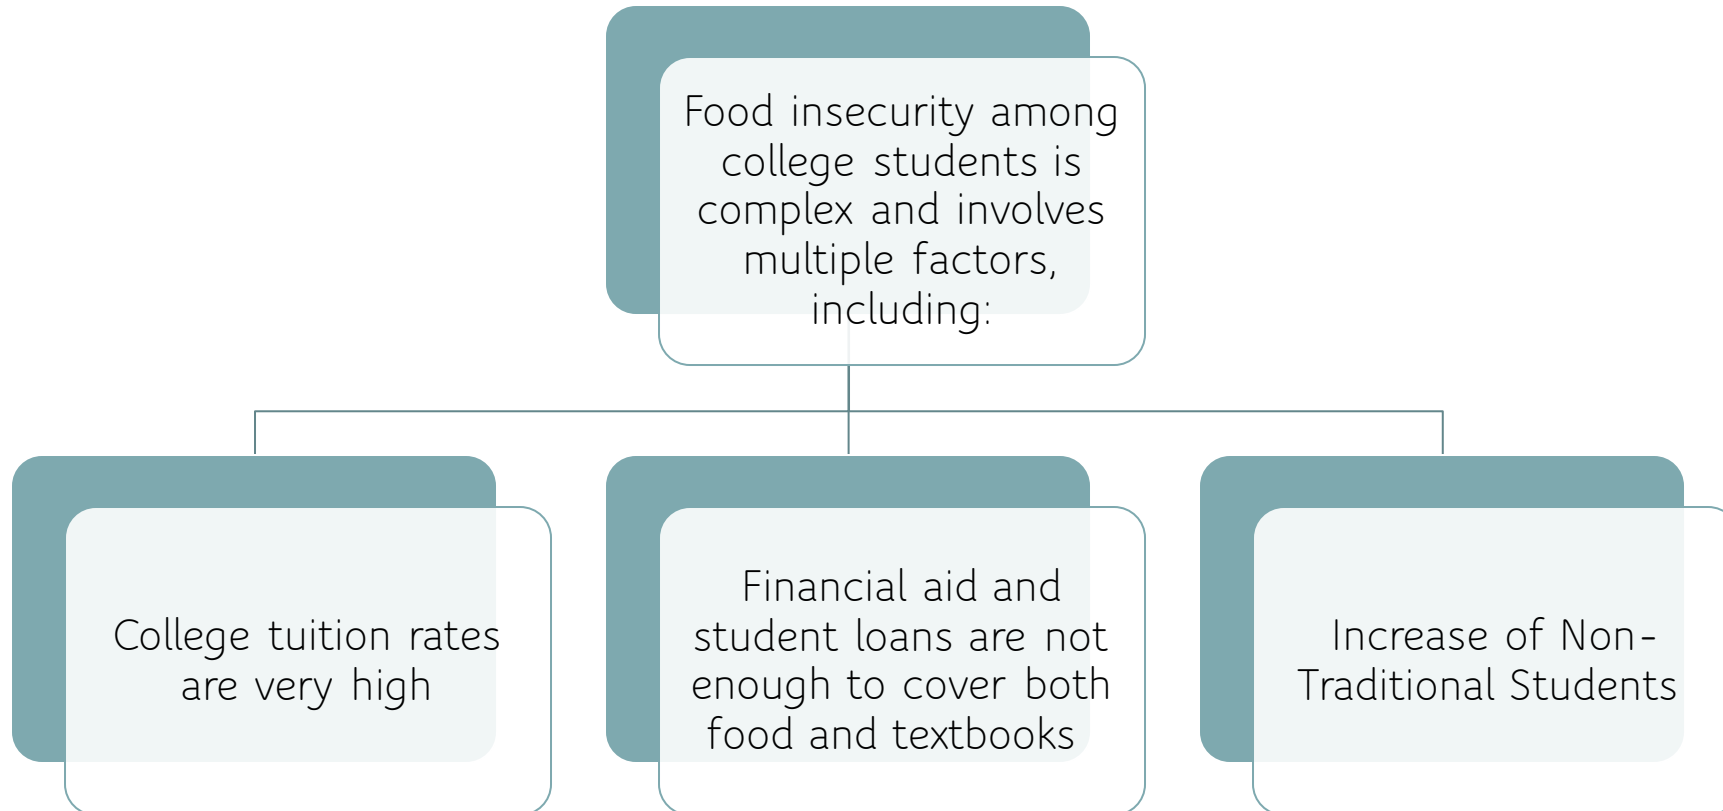 Food insecurity among
college students is
complex and involves
multiple factors,
including:
College tuition rates
are very high
Financial aid and
student loans are not
enough to cover both
food and textbooks
Increase of Non-
Traditional Students